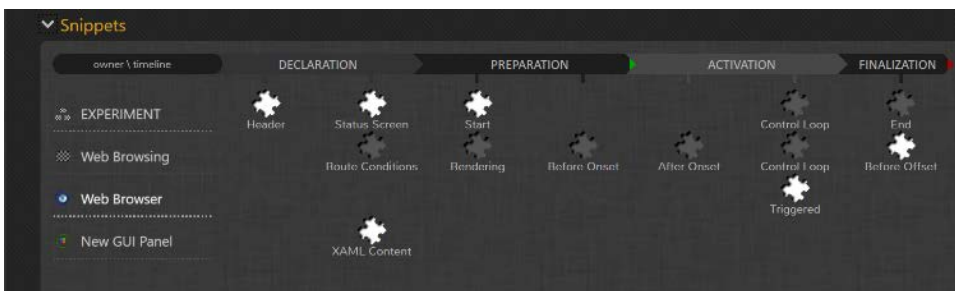 Snippets
owner \ timeline DECLARATION PREPARATION ACTIVATION FINALIZATION
EXPERIMENT Header Status Screen Start Control Loop End
Web Browsing Route Conditions Rendering Before Onset After Onset Control Loop Before Offset
Web Browser Triggered
New GUI Panel XAML Content